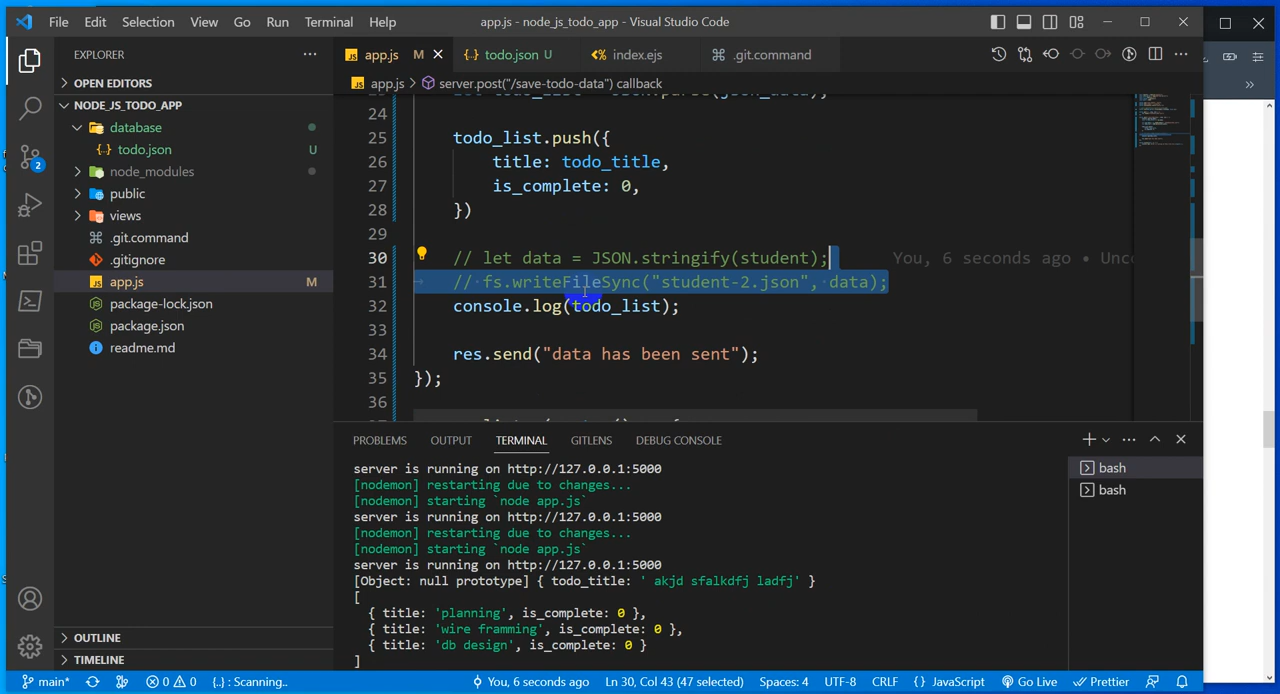 File Edit Selection View Go Run Terminal Help app.js - node_js_todo_app - Visual Studio Code
EXPLORER
OPEN EDITORS
NODE_JS_TODO_APP
database
{..} todo.json U
node_modules
public
views
.git.command
.gitignore
JS app.js M
package-lock.json
package.json
readme.md
OUTLINE
TIMELINE
2
JS app.js M {..} todo.json U <% index.ejs .git.command
JS app.js > server.post("/save-todo-data") callback
24
25 todo_list.push({
26 title: todo_title,
27 is_complete: 0,
28 })
29
30 // let data = JSON.stringify(student); You, 6 seconds ago • Unco
31 // fs.writeFileSync("student-2.json", data);
32 console.log(todo_list);
33
34 res.send("data has been sent");
35 });
36
PROBLEMS OUTPUT TERMINAL GITLENS DEBUG CONSOLE
server is running on http://127.0.0.1:5000
[nodemon] restarting due to changes...
[nodemon] starting `node app.js`
server is running on http://127.0.0.1:5000
[nodemon] restarting due to changes...
[nodemon] starting `node app.js`
server is running on http://127.0.0.1:5000
[Object: null prototype] { todo_title: ' akjd sfalkdfj ladfj' }
[
{ title: 'planning', is_complete: 0 },
{ title: 'wire framming', is_complete: 0 },
{ title: 'db design', is_complete: 0 }
]
bash
bash
main* 0 0 {..} : Scanning.. You, 6 seconds ago Ln 30, Col 43 (47 selected) Spaces: 4 UTF-8 CRLF {} JavaScript Go Live Prettier